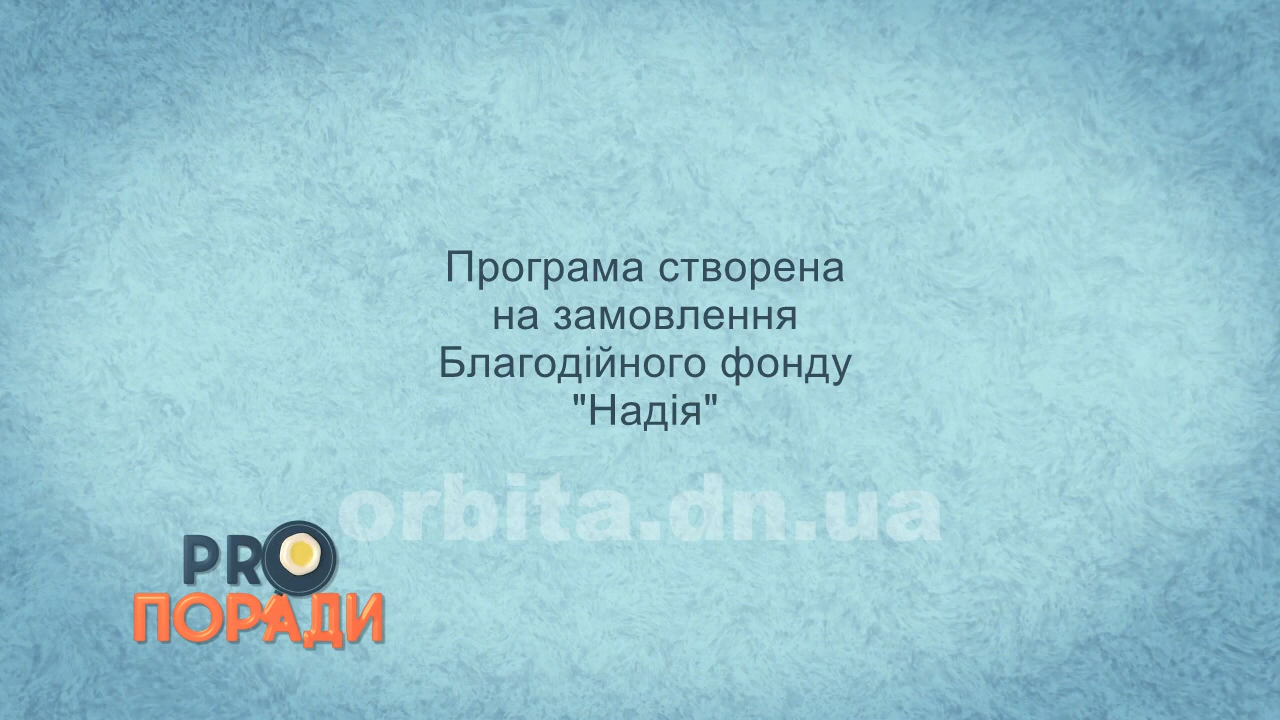 Програма створена
на замовлення
Благодійного фонду
"Надія"
orbita.dn.ua
PRO
ПОРАДИ